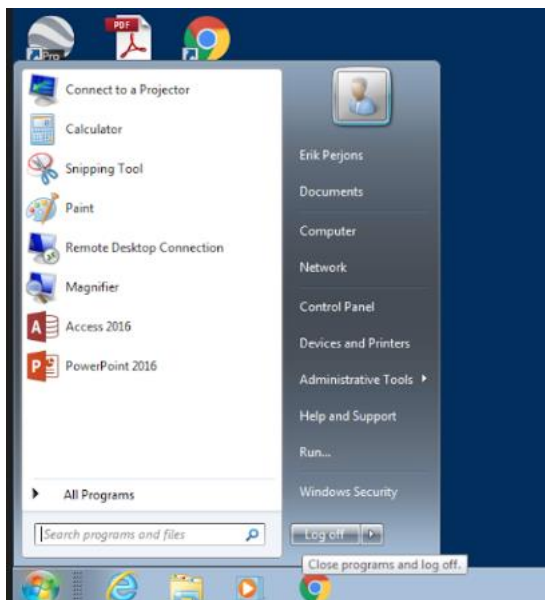 PDF
Pro
Connect to a Projector
Calculator
Snipping Tool
Paint
Remote Desktop Connection
Magnifier
Access 2016
PowerPoint 2016
All Programs
Search programs and files
Erik Perjons
Documents
Computer
Network
Control Panel
Devices and Printers
Administrative Tools
Help and Support
Run...
Windows Security
Log off
Close programs and log off.